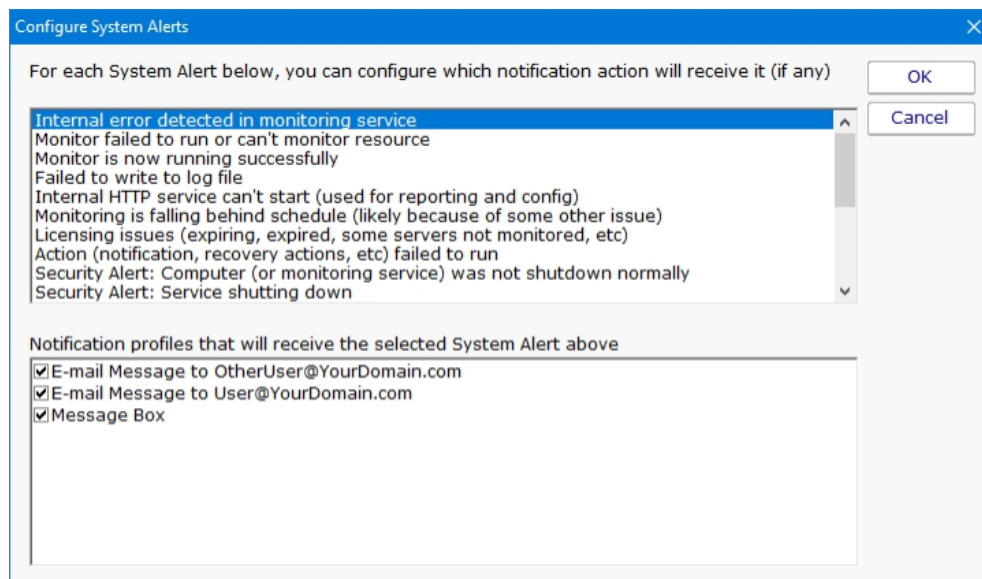 Configure System Alerts
For each System Alert below, you can configure which notification action will receive it (if any)
OK
Cancel
Internal error detected in monitoring service
Monitor failed to run or can't monitor resource
Monitor is now running successfully
Failed to write to log file
Internal HTTP service can't start (used for reporting and config)
Monitoring is falling behind schedule (likely because of some other issue)
Licensing issues (expiring, expired, some servers not monitored, etc)
Action (notification, recovery actions, etc) failed to run
Security Alert: Computer (or monitoring service) was not shutdown normally
Security Alert: Service shutting down
Notification profiles that will receive the selected System Alert above
E-mail Message to OtherUser@YourDomain.com
E-mail Message to User@YourDomain.com
Message Box